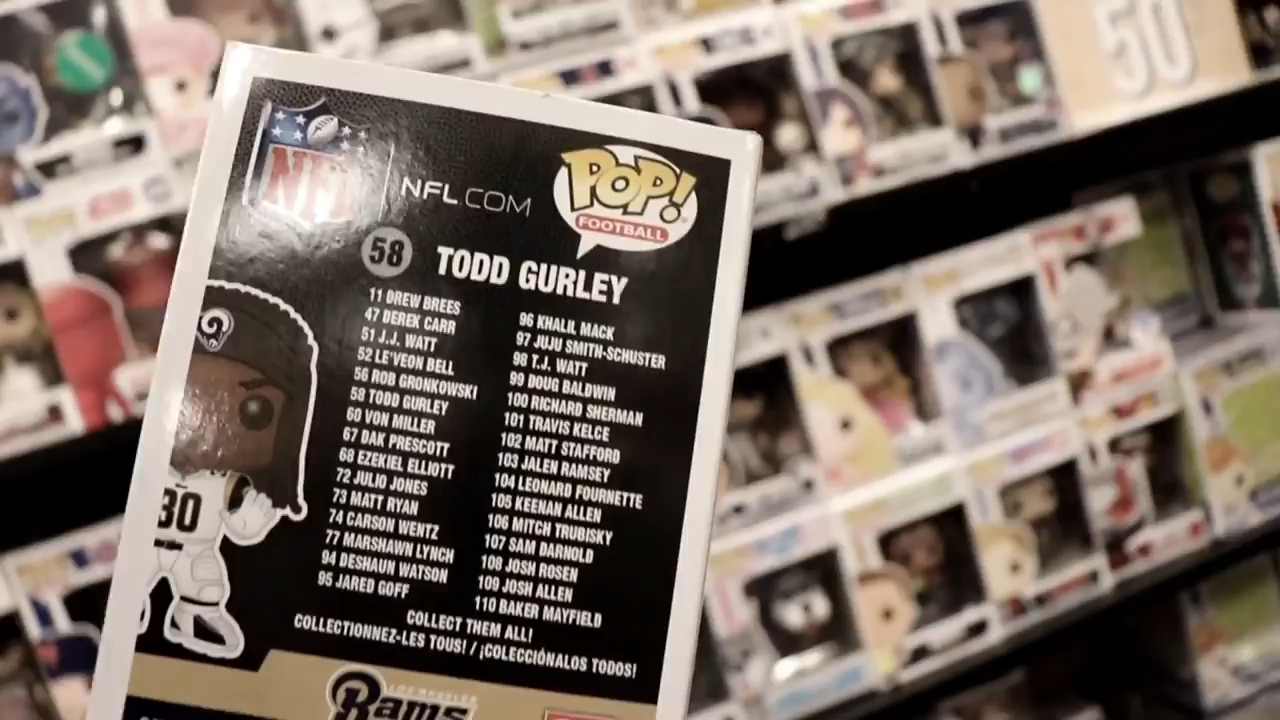 50
NFL
NFL.COM
POP!
FOOTBALL
58
TODD GURLEY
11 DREW BREES
47 DEREK CARR
51 J.J. WATT
52 LE'VEON BELL
56 ROB GRONKOWSKI
58 TODD GURLEY
60 VON MILLER
67 DAK PRESCOTT
68 EZEKIEL ELLIOTT
72 JULIO JONES
73 MATT RYAN
74 CARSON WENTZ
77 MARSHAWN LYNCH
94 DESHAUN WATSON
95 JARED GOFF
96 KHALIL MACK
97 JUJU SMITH-SCHUSTER
98 T.J. WATT
99 DOUG BALDWIN
100 RICHARD SHERMAN
101 TRAVIS KELCE
102 MATT STAFFORD
103 JALEN RAMSEY
104 LEONARD FOURNETTE
105 KEENAN ALLEN
106 MITCH TRUBISKY
107 SAM DARNOLD
108 JOSH ROSEN
109 JOSH ALLEN
110 BAKER MAYFIELD
COLLECT THEM ALL!
COLLECTIONNEZ-LES TOUS! / ¡COLECCIÓNALOS TODOS!
30
LOS ANGELES
Rams